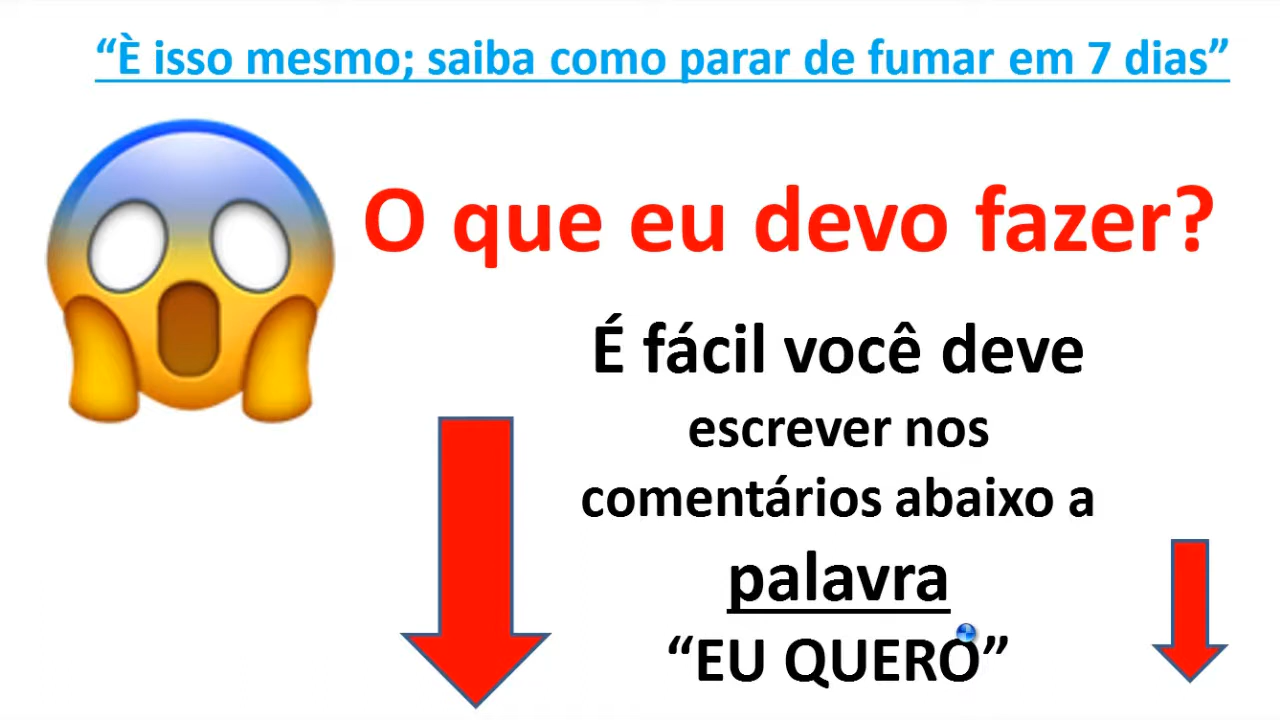 “È isso mesmo; saiba como parar de fumar em 7 dias”
O que eu devo fazer?
É fácil você deve
escrever nos
comentários abaixo a
palavra
“EU QUERO”